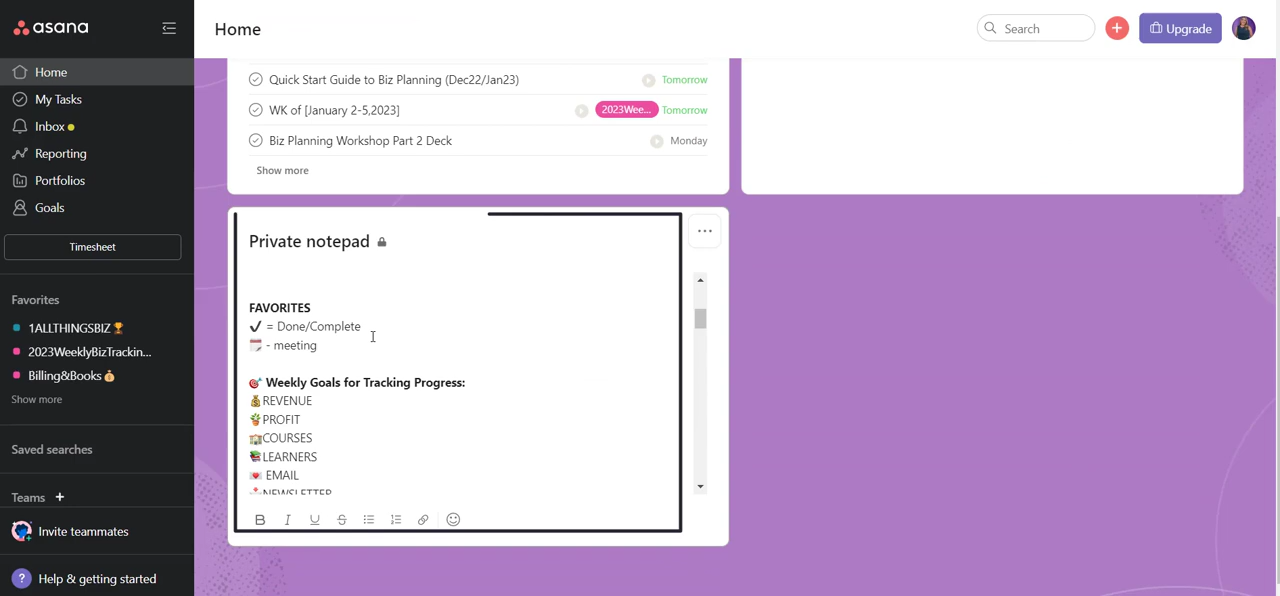 asana
Home
Search
Upgrade
Home
My Tasks
Inbox
Reporting
Portfolios
Goals
Timesheet
Favorites
1ALLTHINGSBIZ🏆
2023WeeklyBizTrackin...
Billing&Books💰
Show more
Saved searches
Teams +
Invite teammates
? Help & getting started
Quick Start Guide to Biz Planning (Dec22/Jan23) Tomorrow
WK of [January 2-5,2023] 2023Wee... Tomorrow
Biz Planning Workshop Part 2 Deck Monday
Show more
Private notepad
FAVORITES
✔ = Done/Complete
🗓 - meeting
🎯 Weekly Goals for Tracking Progress:
💰REVENUE
🪴PROFIT
🏫COURSES
📚LEARNERS
💌 EMAIL
📩NEWSLETTER
B I U S